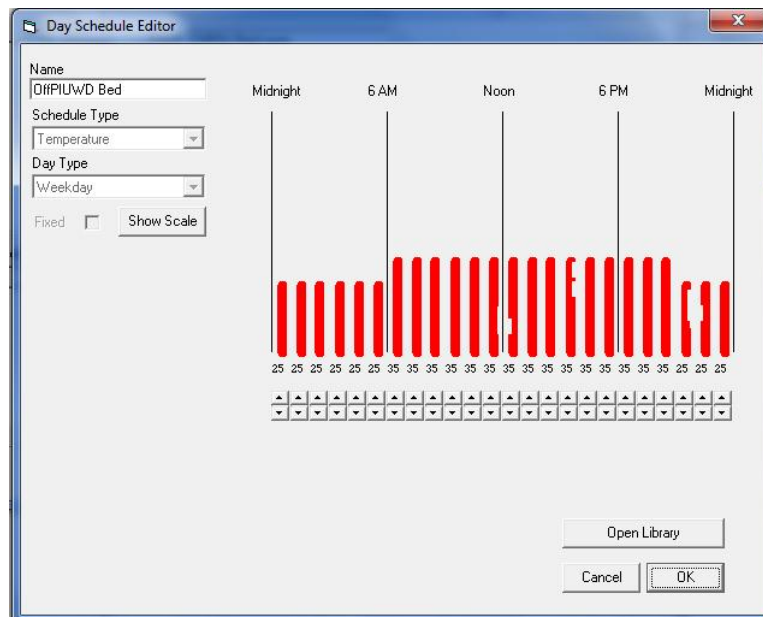 Day Schedule Editor
Name
OffPIUWD Bed
Schedule Type
Temperature
Day Type
Weekday
Fixed
Show Scale
Midnight 6 AM Noon 6 PM Midnight
25 25 25 25 25 25 35 35 35 35 35 35 35 35 35 35 35 35 35 35 35 25 25 25
Open Library
Cancel OK